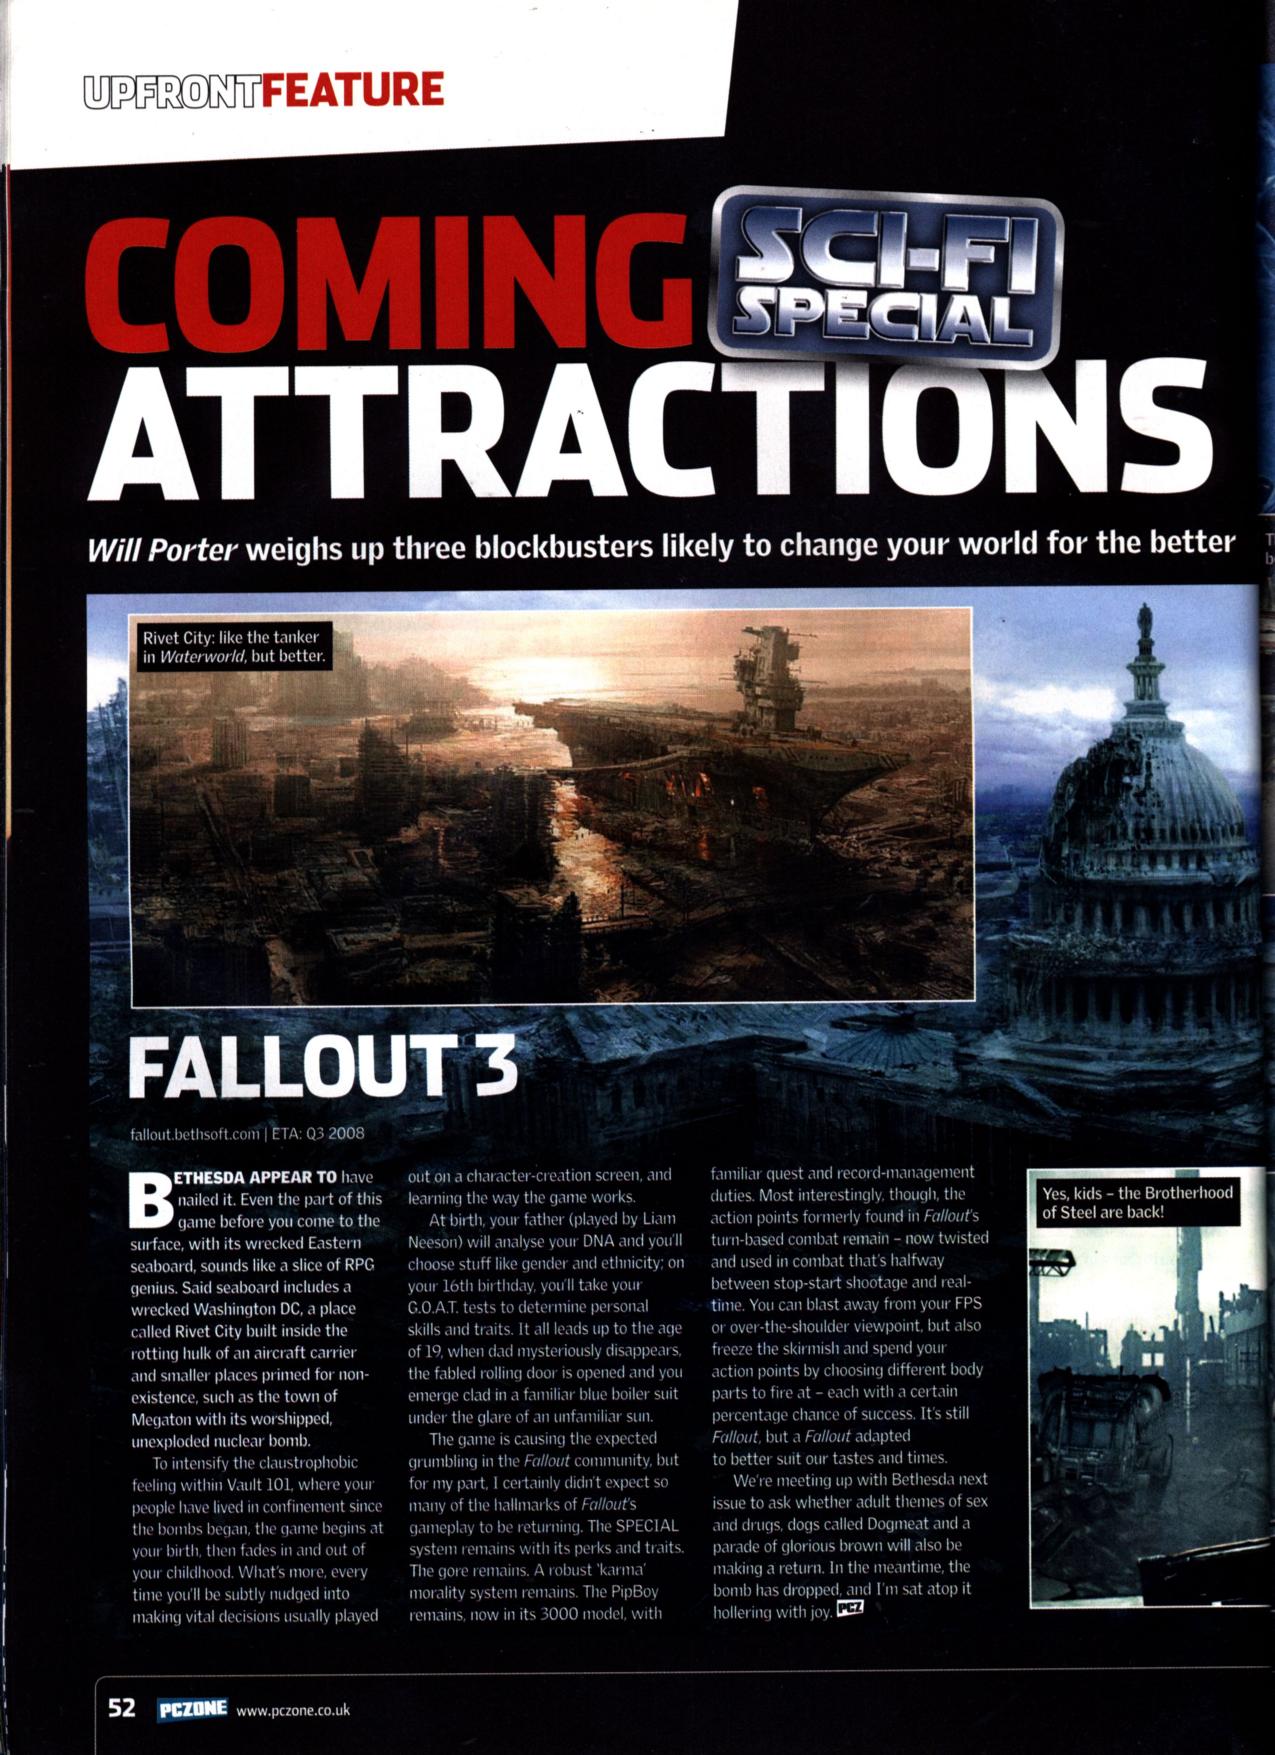 UPFRONTFEATURE
COMING
SCI-FI
SPECIAL
ATTRACTIONS
Will Porter weighs up three blockbusters likely to change your world for the better
Rivet City: like the tanker
in Waterworld, but better.
FALLOUT 3
fallout.bethsoft.com | ETA: Q3 2008
BETHESDA APPEAR TO have
nailed it. Even the part of this
game before you come to the
surface, with its wrecked Eastern
seaboard, sounds like a slice of RPG
genius. Said seaboard includes a
wrecked Washington DC, a place
called Rivet City built inside the
rotting hulk of an aircraft carrier
and smaller places primed for non-
existence, such as the town of
Megaton with its worshipped,
unexploded nuclear bomb.
To intensify the claustrophobic
feeling within Vault 101, where your
people have lived in confinement since
the bombs began, the game begins at
your birth, then fades in and out of
your childhood. What's more, every
time you'll be subtly nudged into
making vital decisions usually played
out on a character-creation screen, and
learning the way the game works.
At birth, your father (played by Liam
Neeson) will analyse your DNA and you'll
choose stuff like gender and ethnicity; on
your 16th birthday, you'll take your
G.O.A.T. tests to determine personal
skills and traits. It all leads up to the age
of 19, when dad mysteriously disappears,
the fabled rolling door is opened and you
emerge clad in a familiar blue boiler suit
under the glare of an unfamiliar sun.
The game is causing the expected
grumbling in the Fallout community, but
for my part, I certainly didn't expect so
many of the hallmarks of Fallout's
gameplay to be returning. The SPECIAL
system remains with its perks and traits.
The gore remains. A robust 'karma'
morality system remains. The PipBoy
remains, now in its 3000 model, with
familiar quest and record-management
duties. Most interestingly, though, the
action points formerly found in Fallout's
turn-based combat remain – now twisted
and used in combat that's halfway
between stop-start shootage and real-
time. You can blast away from your FPS
or over-the-shoulder viewpoint, but also
freeze the skirmish and spend your
action points by choosing different body
parts to fire at – each with a certain
percentage chance of success. It's still
Fallout, but a Fallout adapted
to better suit our tastes and times.
We're meeting up with Bethesda next
issue to ask whether adult themes of sex
and drugs, dogs called Dogmeat and a
parade of glorious brown will also be
making a return. In the meantime, the
bomb has dropped, and I'm sat atop it
hollering with joy. PCZ
Yes, kids – the Brotherhood
of Steel are back!
52 PCZONE www.pczone.co.uk